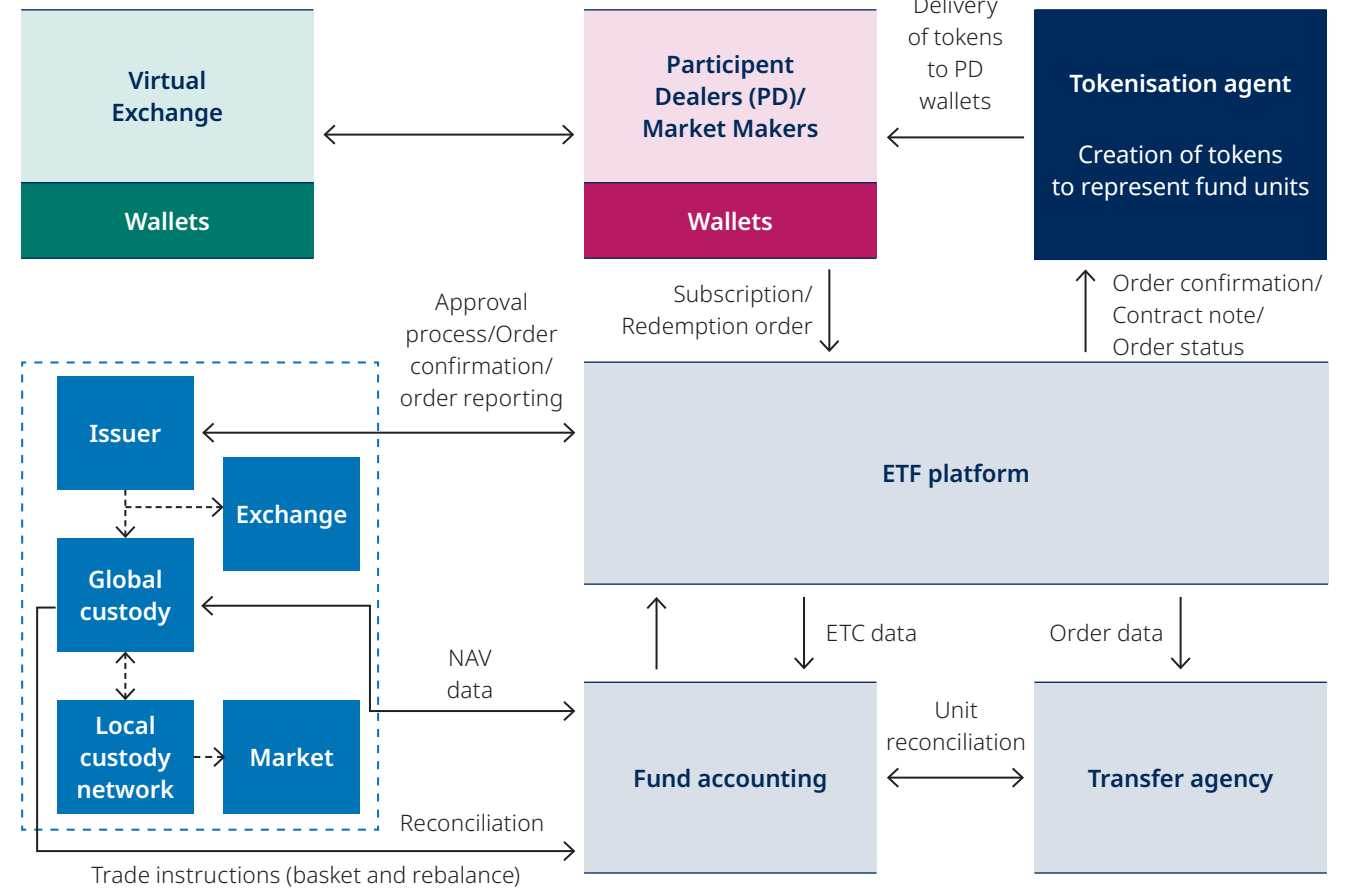 Delivery
of tokens
to PD
wallets
Virtual
Exchange
Wallets
Participent
Dealers (PD)/
Market Makers
Wallets
Tokenisation agent
Creation of tokens
to represent fund units
Subscription/
Redemption order
Order confirmation/
Contract note/
Order status
Approval
process/Order
confirmation/
order reporting
Issuer
Exchange
Global
custody
Local
custody
network
Market
ETF platform
ETC data
Order data
NAV
data
Unit
reconciliation
Fund accounting
Transfer agency
Reconciliation
Trade instructions (basket and rebalance)